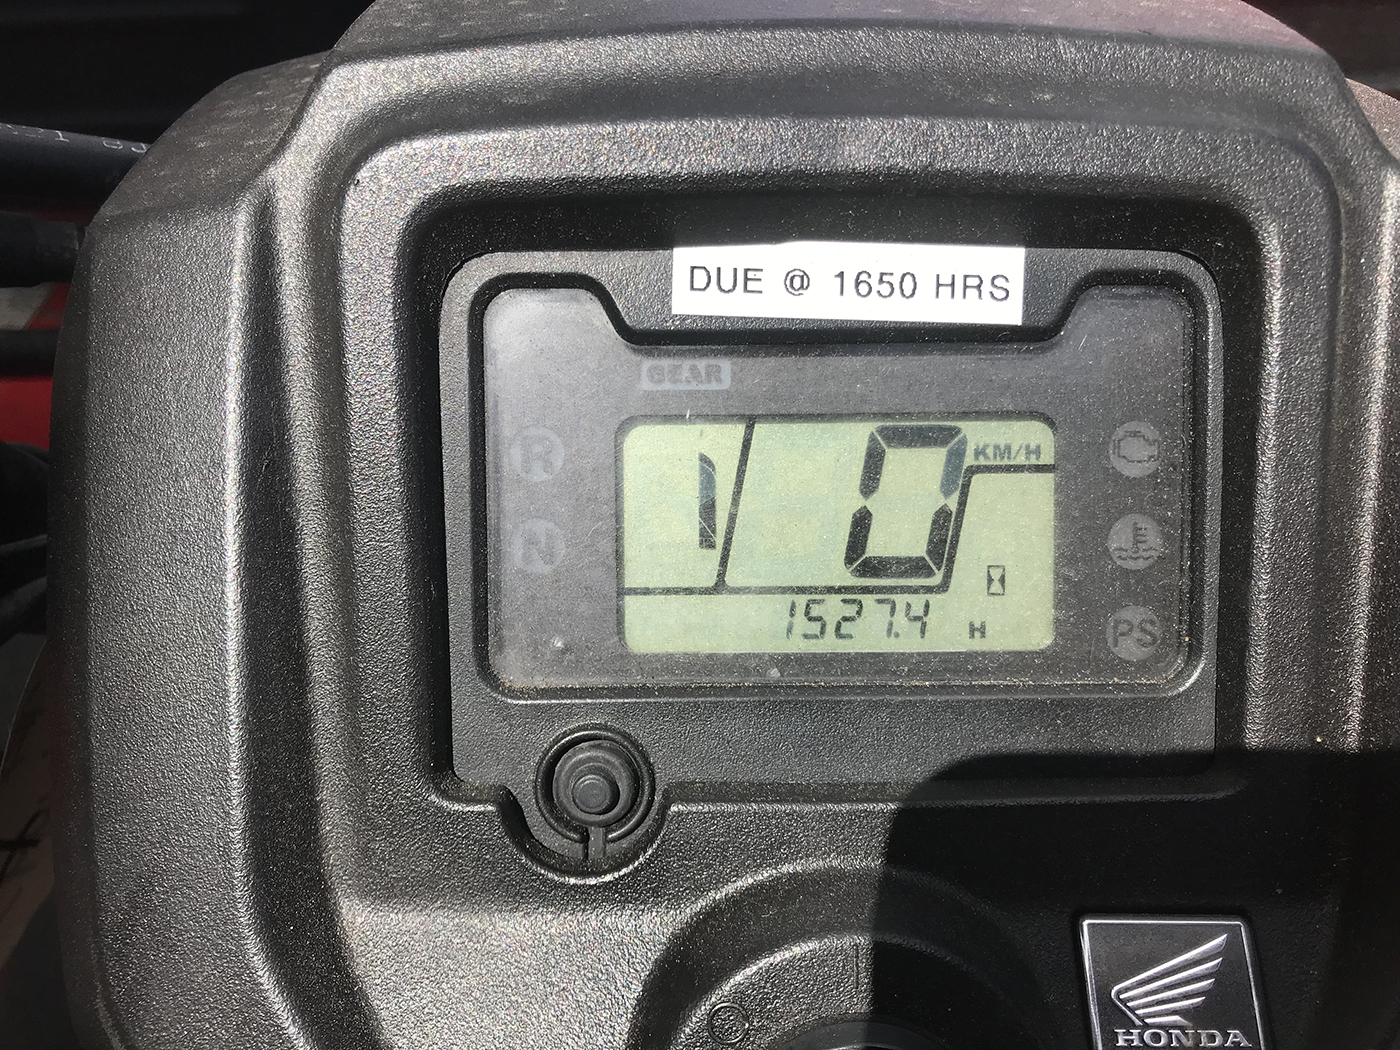 DUE @ 1650 HRS
GEAR
R
1 0 KM/H
N
1527.4 H
PS
HONDA